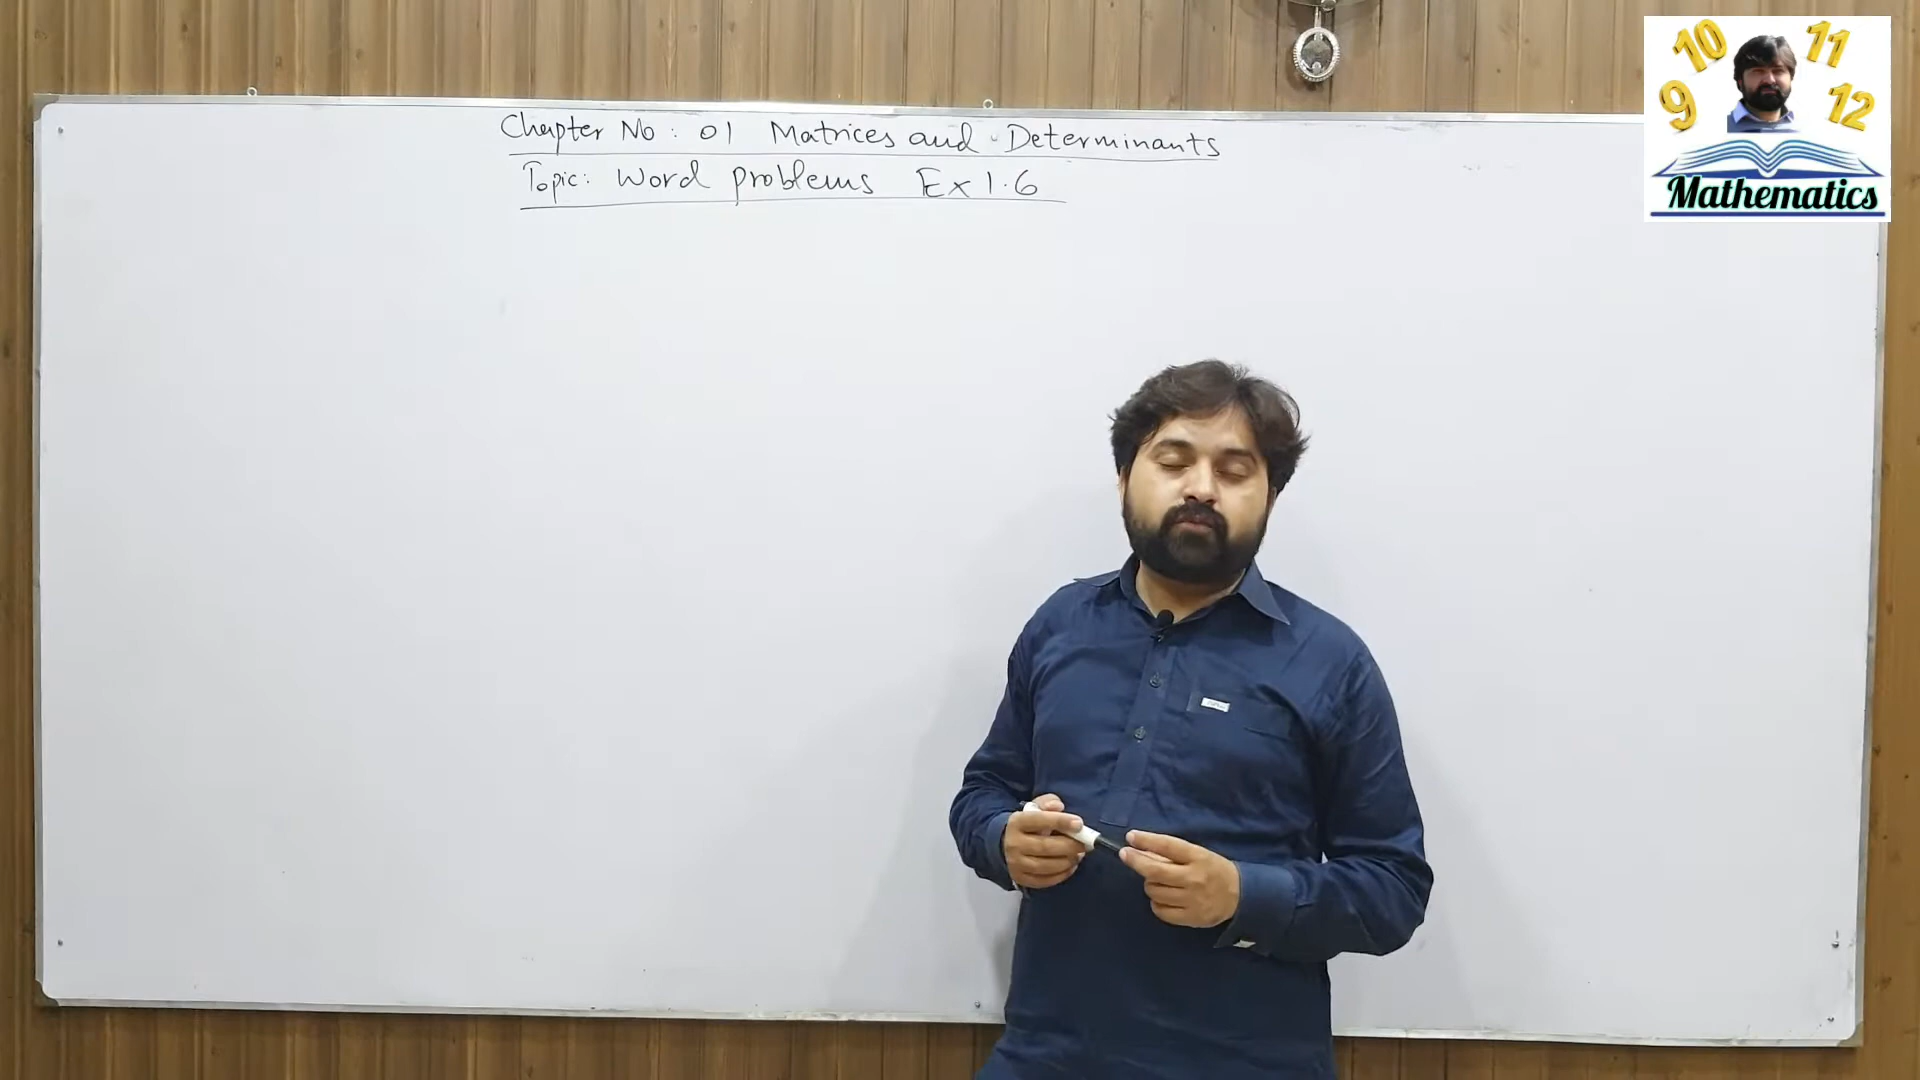 Chapter No: 01 Matrices and Determinants
Topic: Word problems Ex 1.6
9 10 11 12
Mathematics